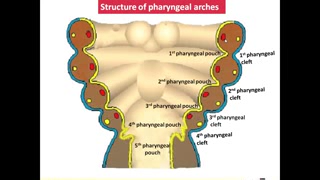 Structure of pharyngeal arches
1st pharyngeal pouch
1st pharyngeal
cleft
2nd pharyngeal pouch
2nd pharyngeal
cleft
3rd pharyngeal pouch
3rd pharyngeal
cleft
4th pharyngeal pouch
4th pharyngeal
cleft
5th pharyngeal
pouch